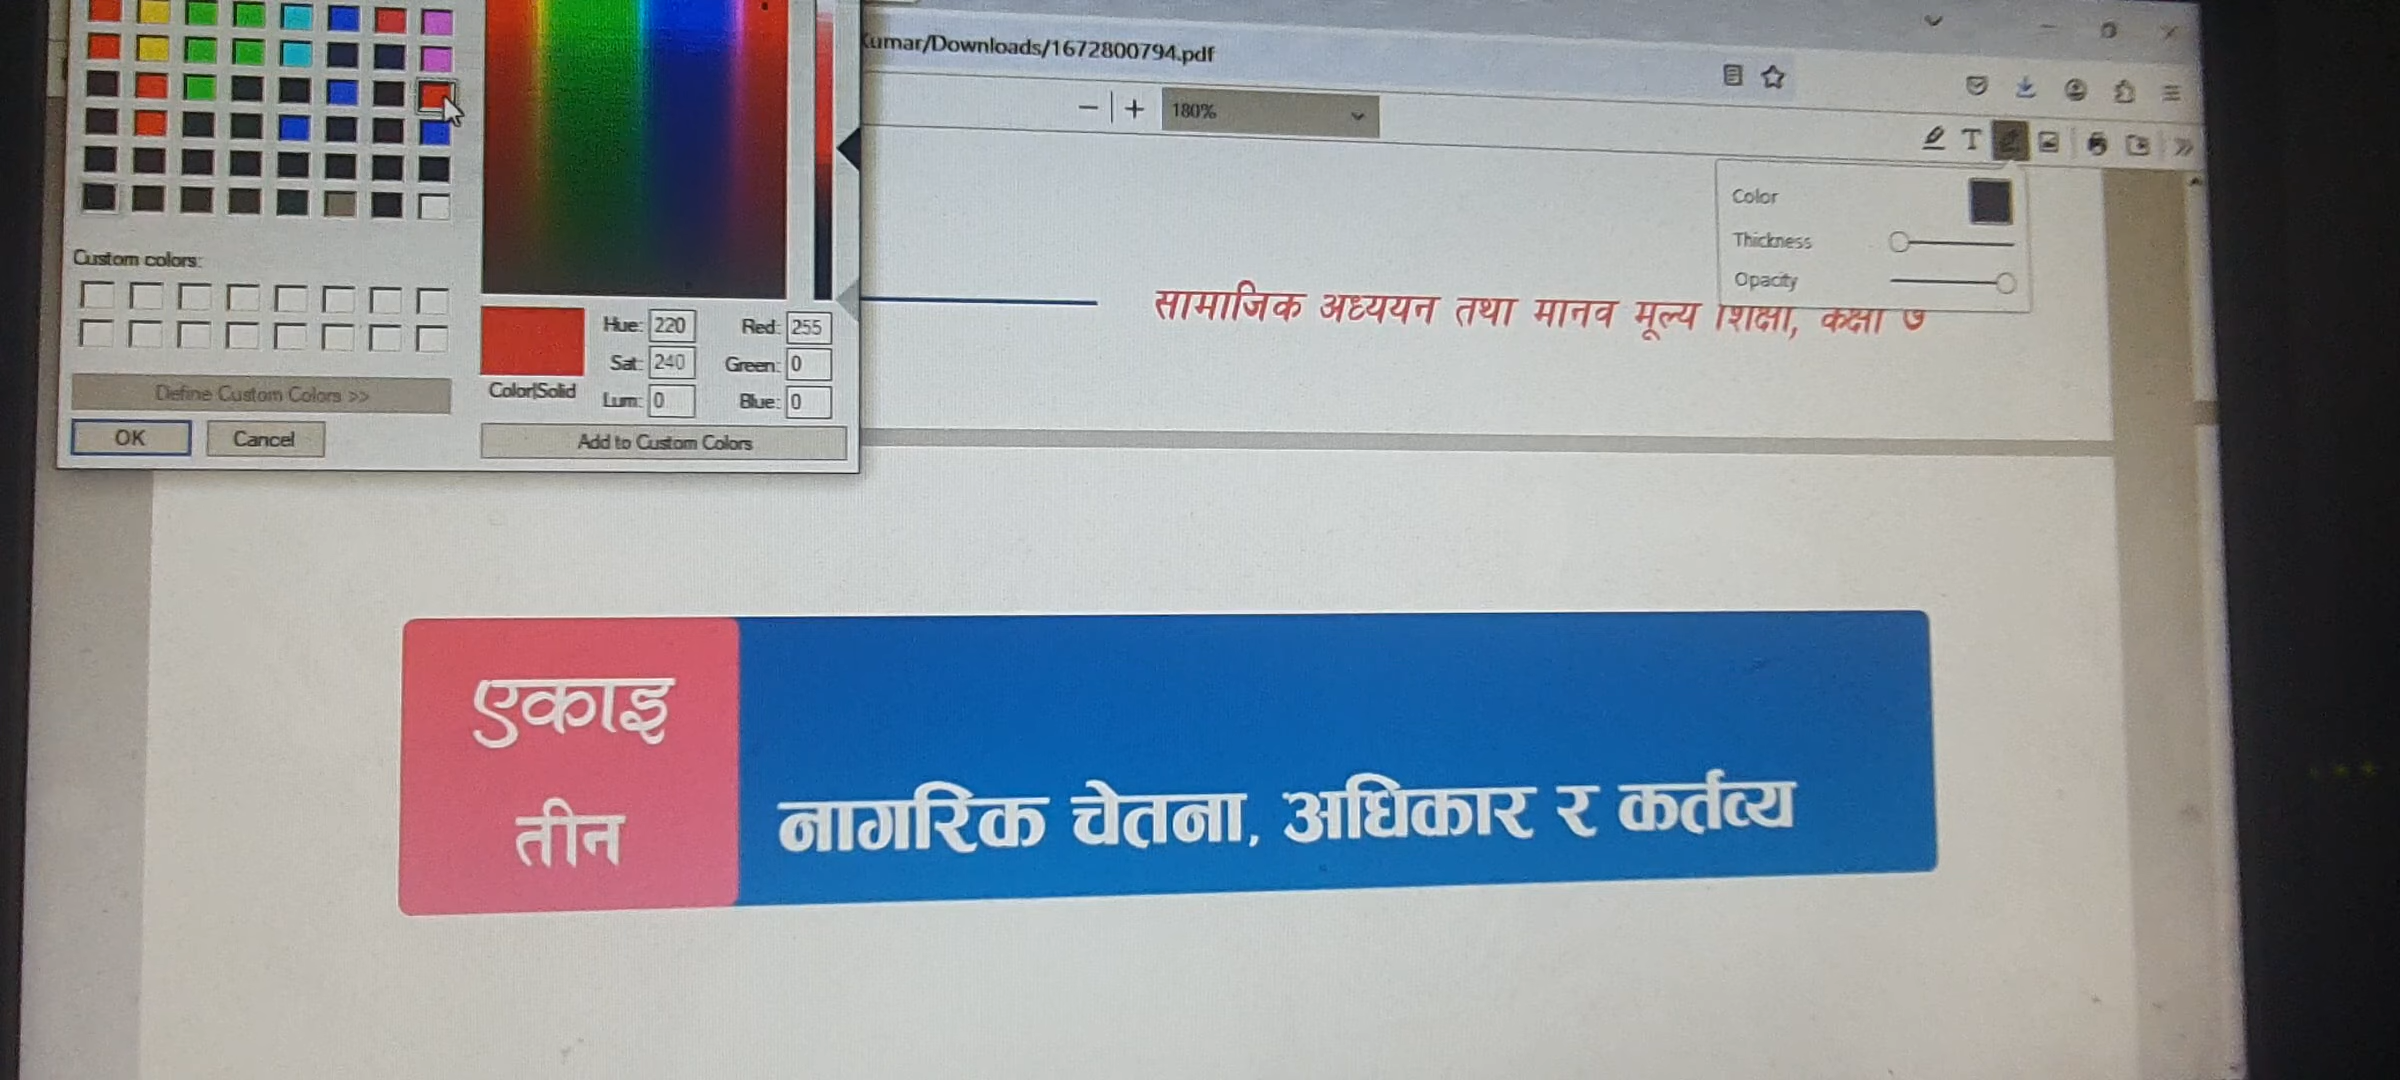 Kumar/Downloads/1672800794.pdf
180%
Color
Thickness
Opacity
Custom colors:
Hue: 220 Red: 255
Sat: 240 Green: 0
Color|Solid Lum: 0 Blue: 0
Define Custom Colors >>
OK Cancel Add to Custom Colors
सामाजिक अध्ययन तथा मानव मूल्य शिक्षा, कक्षा ७
एकाइ
तीन
नागरिक चेतना, अधिकार र कर्तव्य